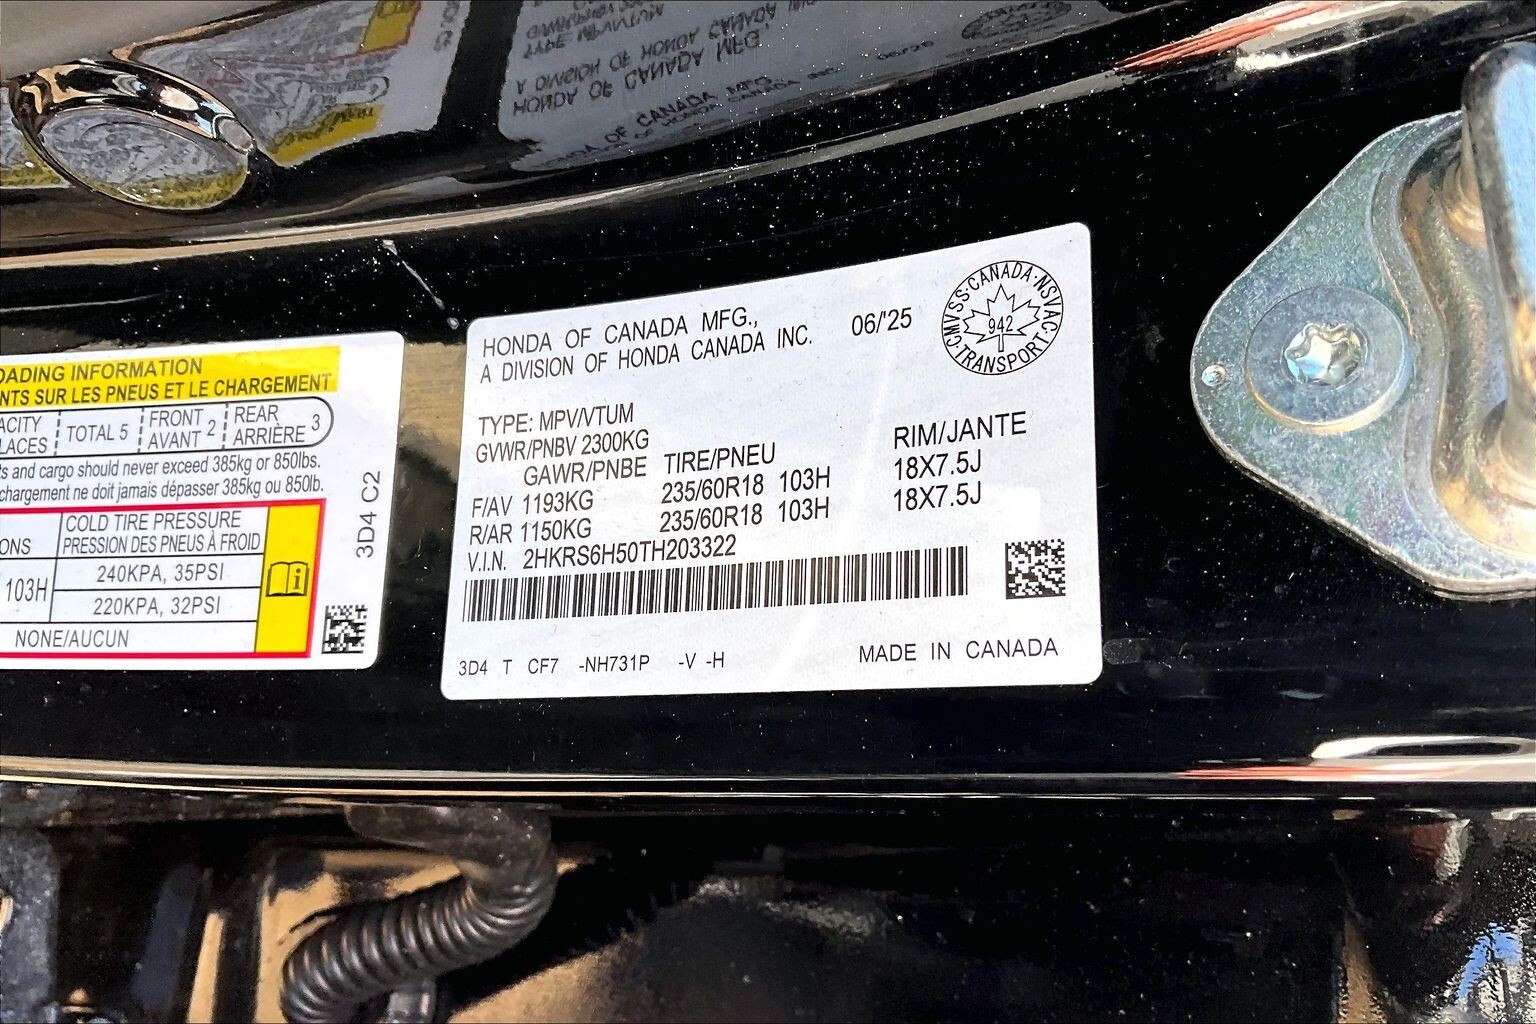 OADING INFORMATION
NTS SUR LES PNEUS ET LE CHARGEMENT
ACITY
LACES
TOTAL 5
FRONT
AVANT 2
REAR
ARRIÈRE 3
ts and cargo should never exceed 385kg or 850lbs.
chargement ne doit jamais dépasser 385kg ou 850lb.
COLD TIRE PRESSURE
PRESSION DES PNEUS À FROID
ONS
103H
240KPA, 35PSI
220KPA, 32PSI
NONE/AUCUN
3D4 C2
HONDA OF CANADA MFG.,
A DIVISION OF HONDA CANADA INC.
06/'25
CMVSS·CANADA·NSVAC·TRANSPORT·
942
TYPE: MPV/VTUM
GVWR/PNBV 2300KG
GAWR/PNBE TIRE/PNEU RIM/JANTE
F/AV 1193KG 235/60R18 103H 18X7.5J
R/AR 1150KG 235/60R18 103H 18X7.5J
V.I.N. 2HKRS6H50TH203322
3D4 T CF7 -NH731P -V -H
MADE IN CANADA